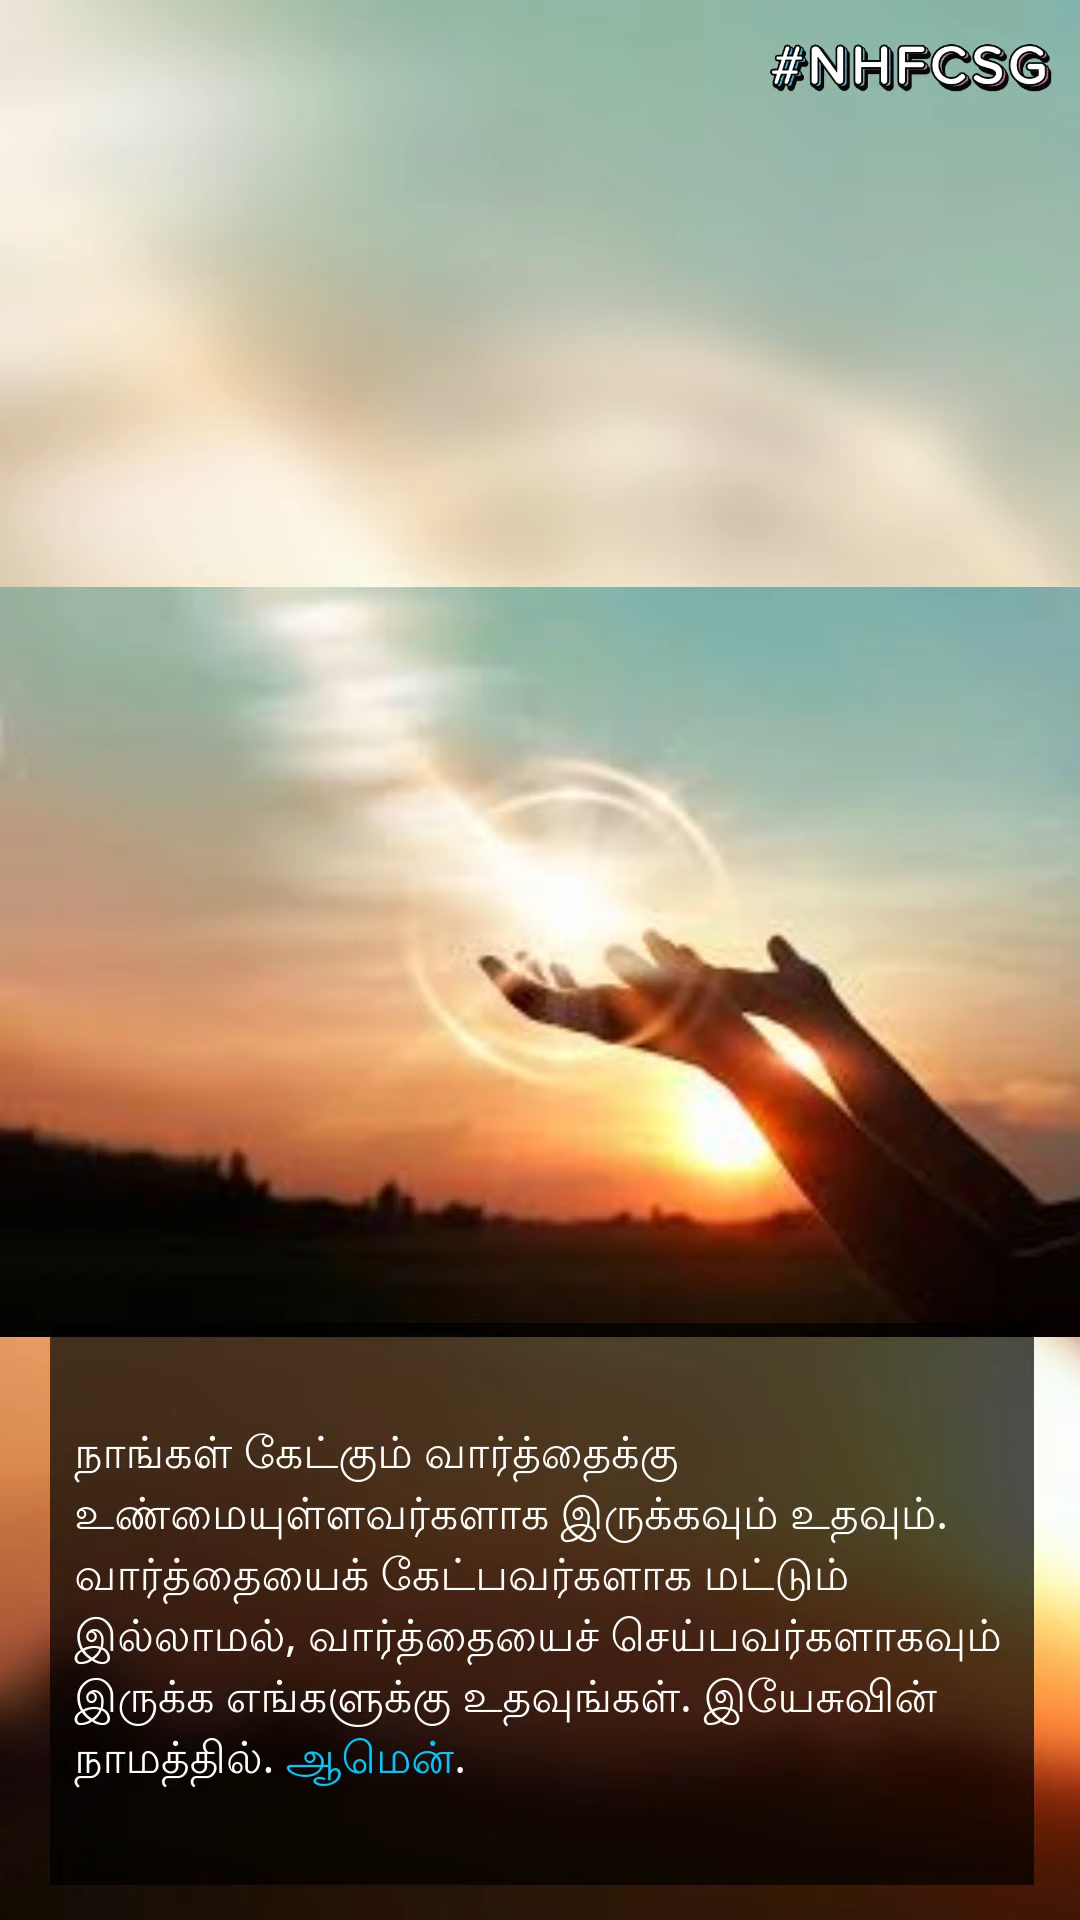 #NHFCSG
நாங்கள் கேட்கும் வார்த்தைக்கு
உண்மையுள்ளவர்களாக இருக்கவும் உதவும்.
வார்த்தையைக் கேட்பவர்களாக மட்டும்
இல்லாமல், வார்த்தையைச் செய்பவர்களாகவும்
இருக்க எங்களுக்கு உதவுங்கள். இயேசுவின்
நாமத்தில். ஆமென்.